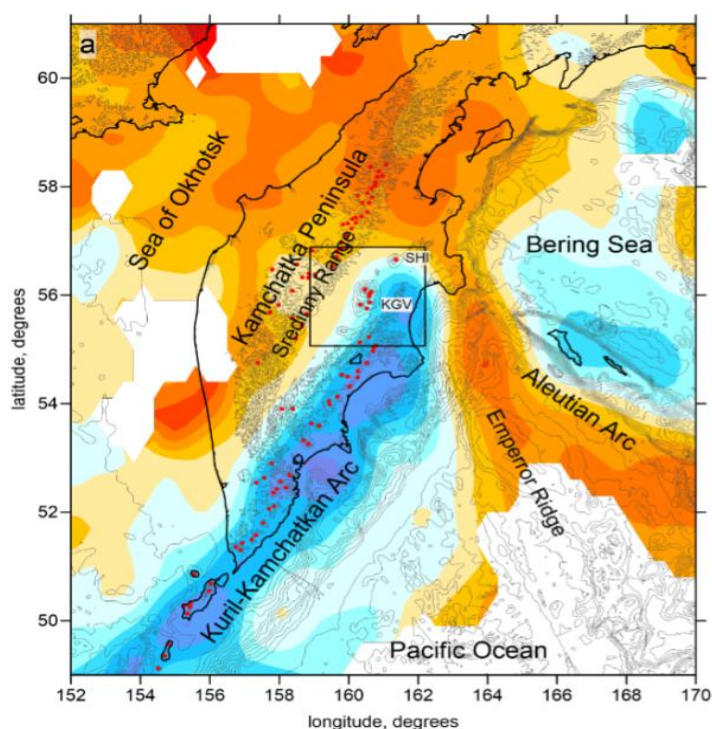 a
60
58
56
54
52
50
latitude, degrees
Sea of Okhotsk
Kamchatka Peninsula
Sredinny Range
SHI
KGV
Bering Sea
Aleutian Arc
Emperror Ridge
Kuril-Kamchatkan Arc
Pacific Ocean
152 154 156 158 160 162 164 166 168 170
longitude, degrees